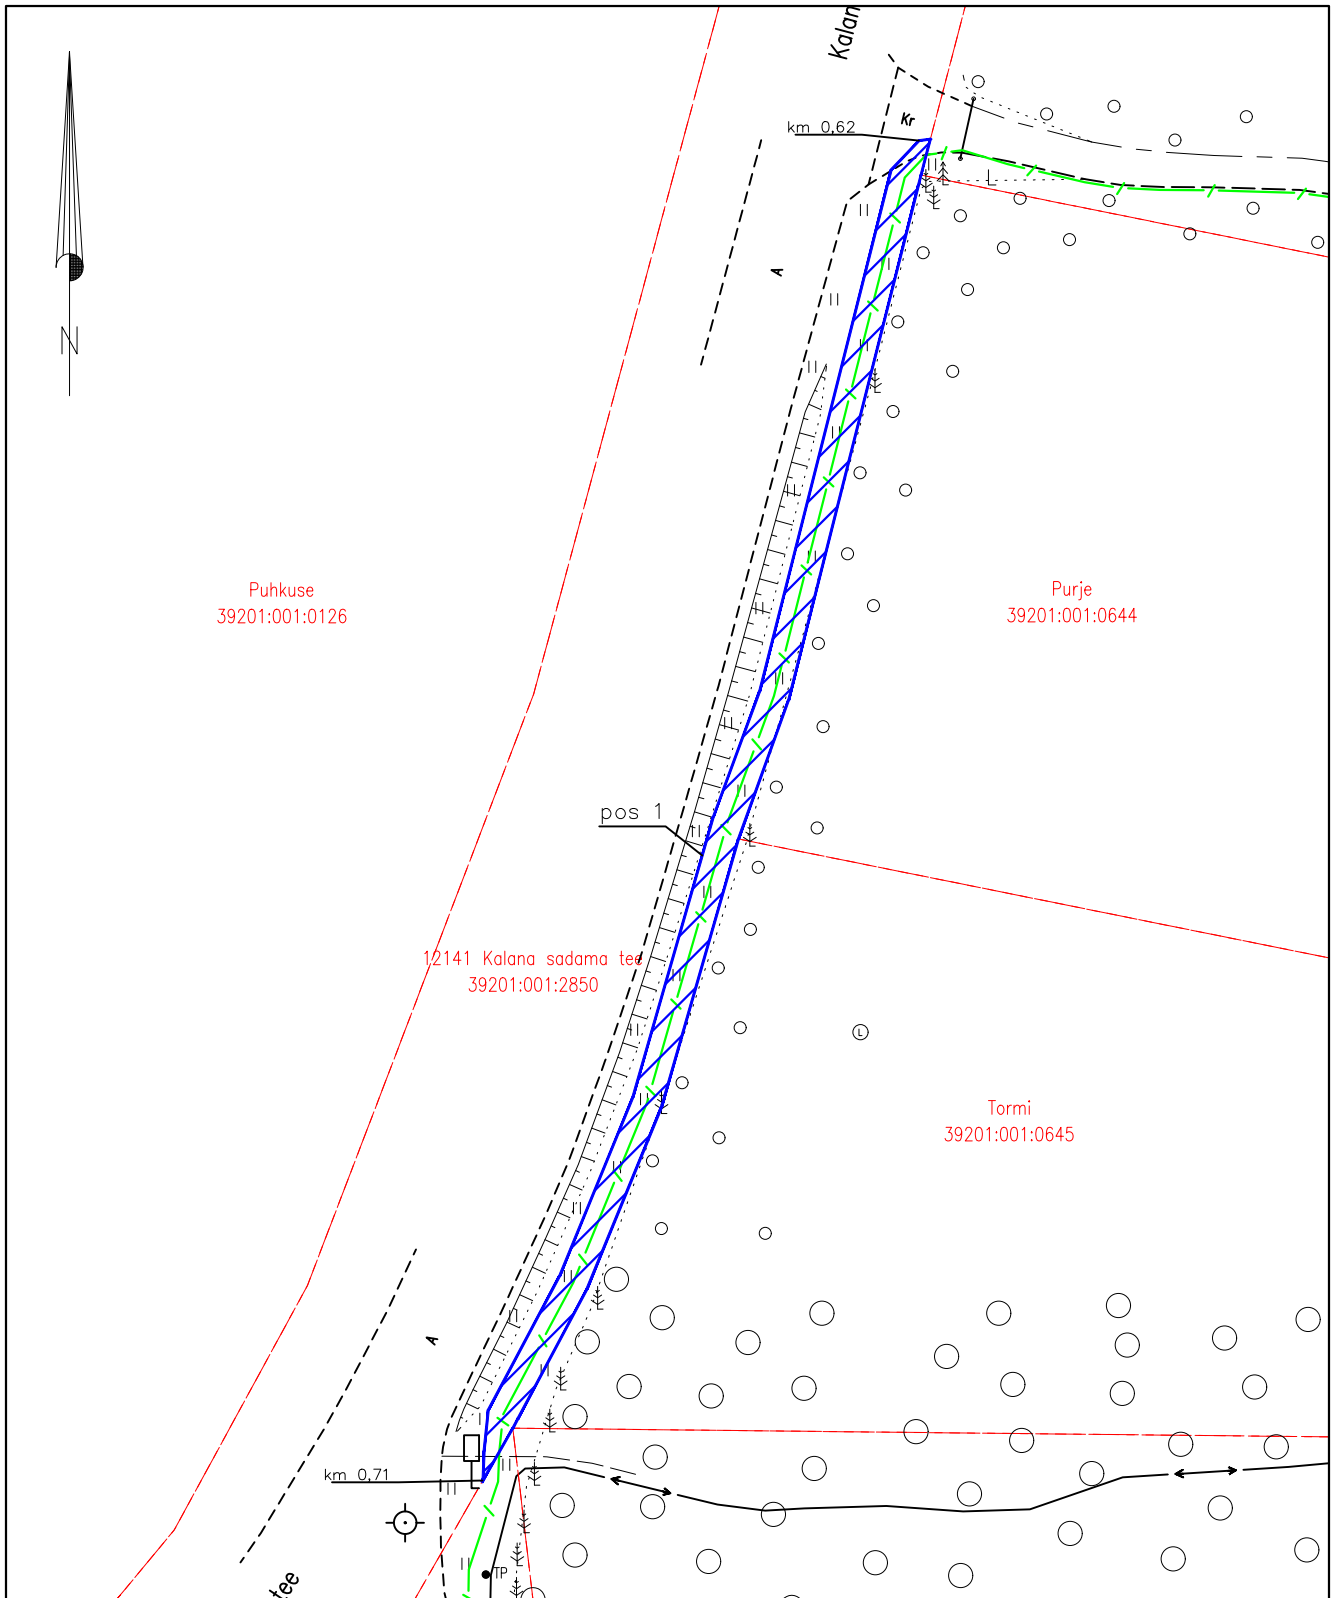 Kalan
Kr
km 0,62
L
A
N
Puhkuse
39201:001:0126
Purje
39201:001:0644
pos 1
12141 Kalana sadama tee
39201:001:2850
L
Tormi
39201:001:0645
A
km 0,71
TP
tee